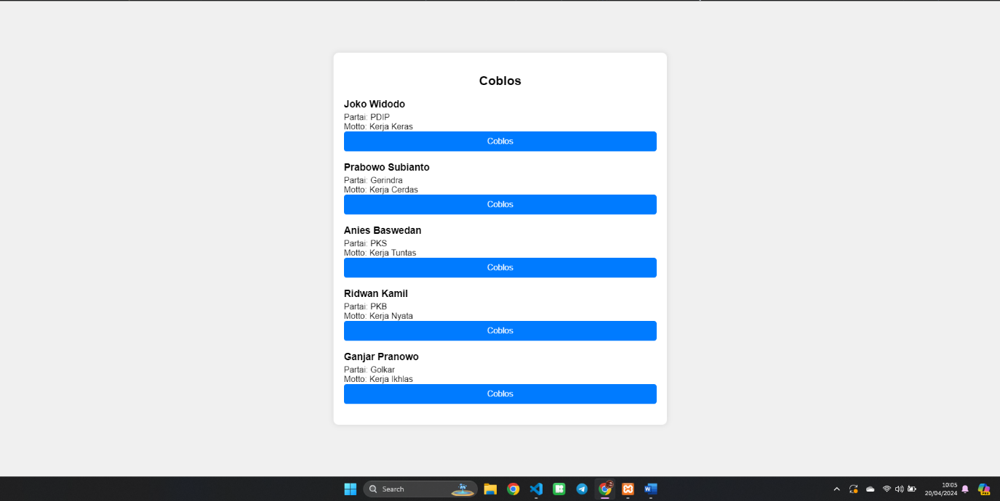 Coblos
Joko Widodo
Partai: PDIP
Motto: Kerja Keras
Coblos
Prabowo Subianto
Partai: Gerindra
Motto: Kerja Cerdas
Coblos
Anies Baswedan
Partai: PKS
Motto: Kerja Tuntas
Coblos
Ridwan Kamil
Partai: PKB
Motto: Kerja Nyata
Coblos
Ganjar Pranowo
Partai: Golkar
Motto: Kerja Ikhlas
Coblos
Search
10:05
20/04/2024